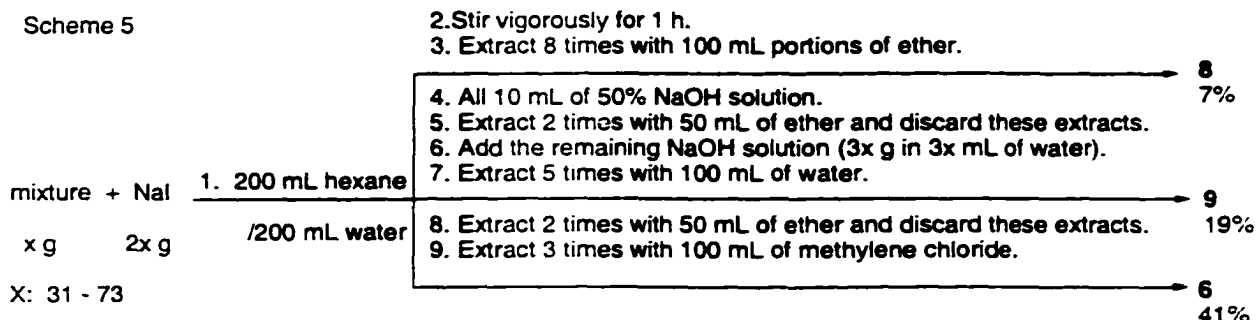 Scheme 5
2.Stir vigorously for 1 h.
3. Extract 8 times with 100 mL portions of ether.
8
7%
4. All 10 mL of 50% NaOH solution.
5. Extract 2 times with 50 mL of ether and discard these extracts.
6. Add the remaining NaOH solution (3x g in 3x mL of water).
7. Extract 5 times with 100 mL of water.
mixture + NaI
1. 200 mL hexane
/200 mL water
x g 2x g
X: 31 - 73
9
19%
8. Extract 2 times with 50 mL of ether and discard these extracts.
9. Extract 3 times with 100 mL of methylene chloride.
6
41%